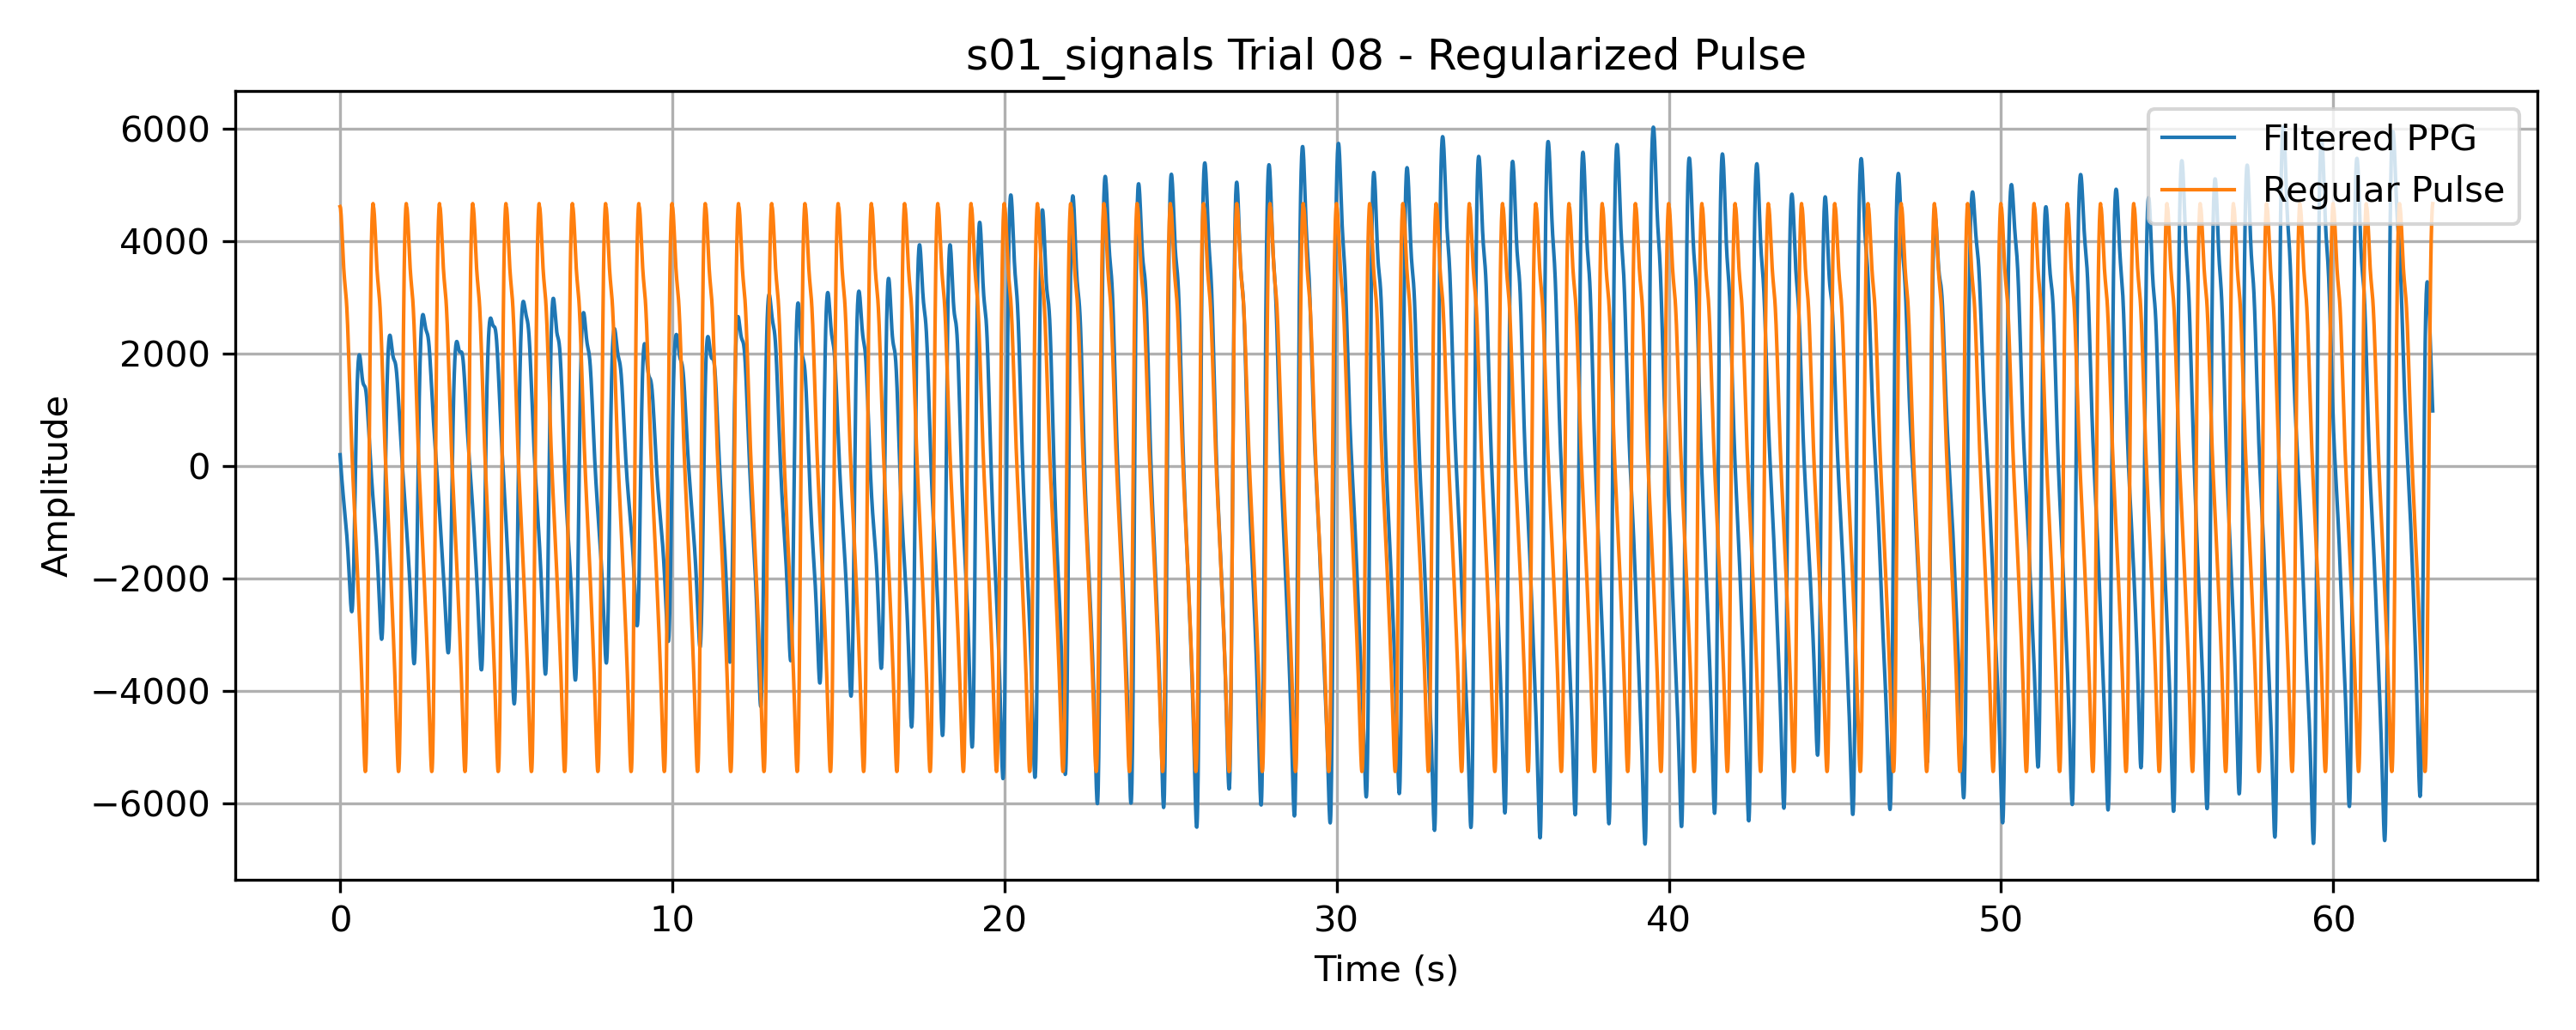 s01_signals Trial 08 - Regularized Pulse
Filtered PPG
Regular Pulse
6000
4000
2000
0
−2000
−4000
−6000
Amplitude
0 10 20 30 40 50 60
Time (s)